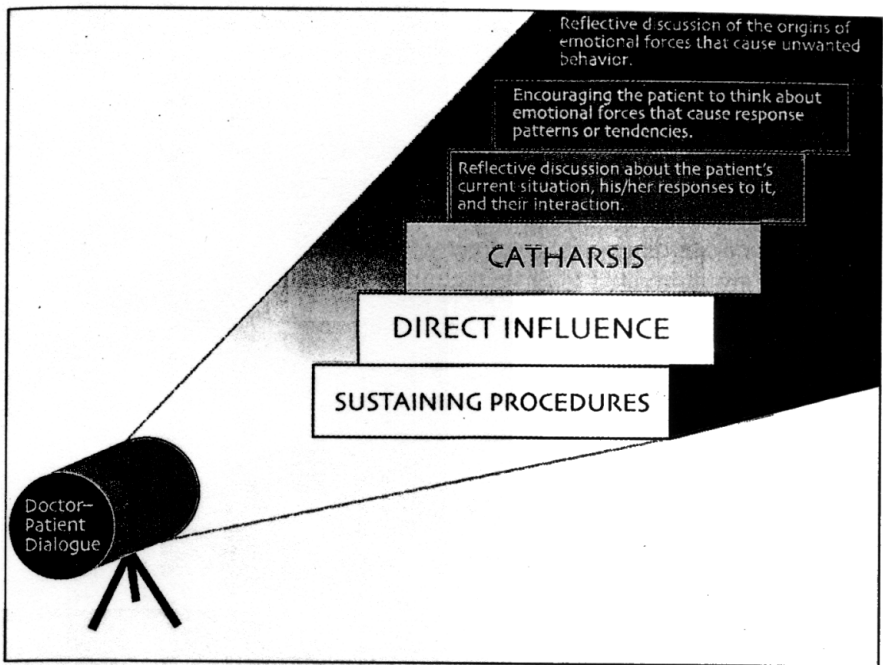 Reflective discussion of the origins of
emotional forces that cause unwanted
behavior.
Encouraging the patient to think about
emotional forces that cause response
patterns or tendencies.
Reflective discussion about the patient's
current situation, his/her responses to it,
and their interaction.
CATHARSIS
DIRECT INFLUENCE
SUSTAINING PROCEDURES
Doctor–
Patient
Dialogue